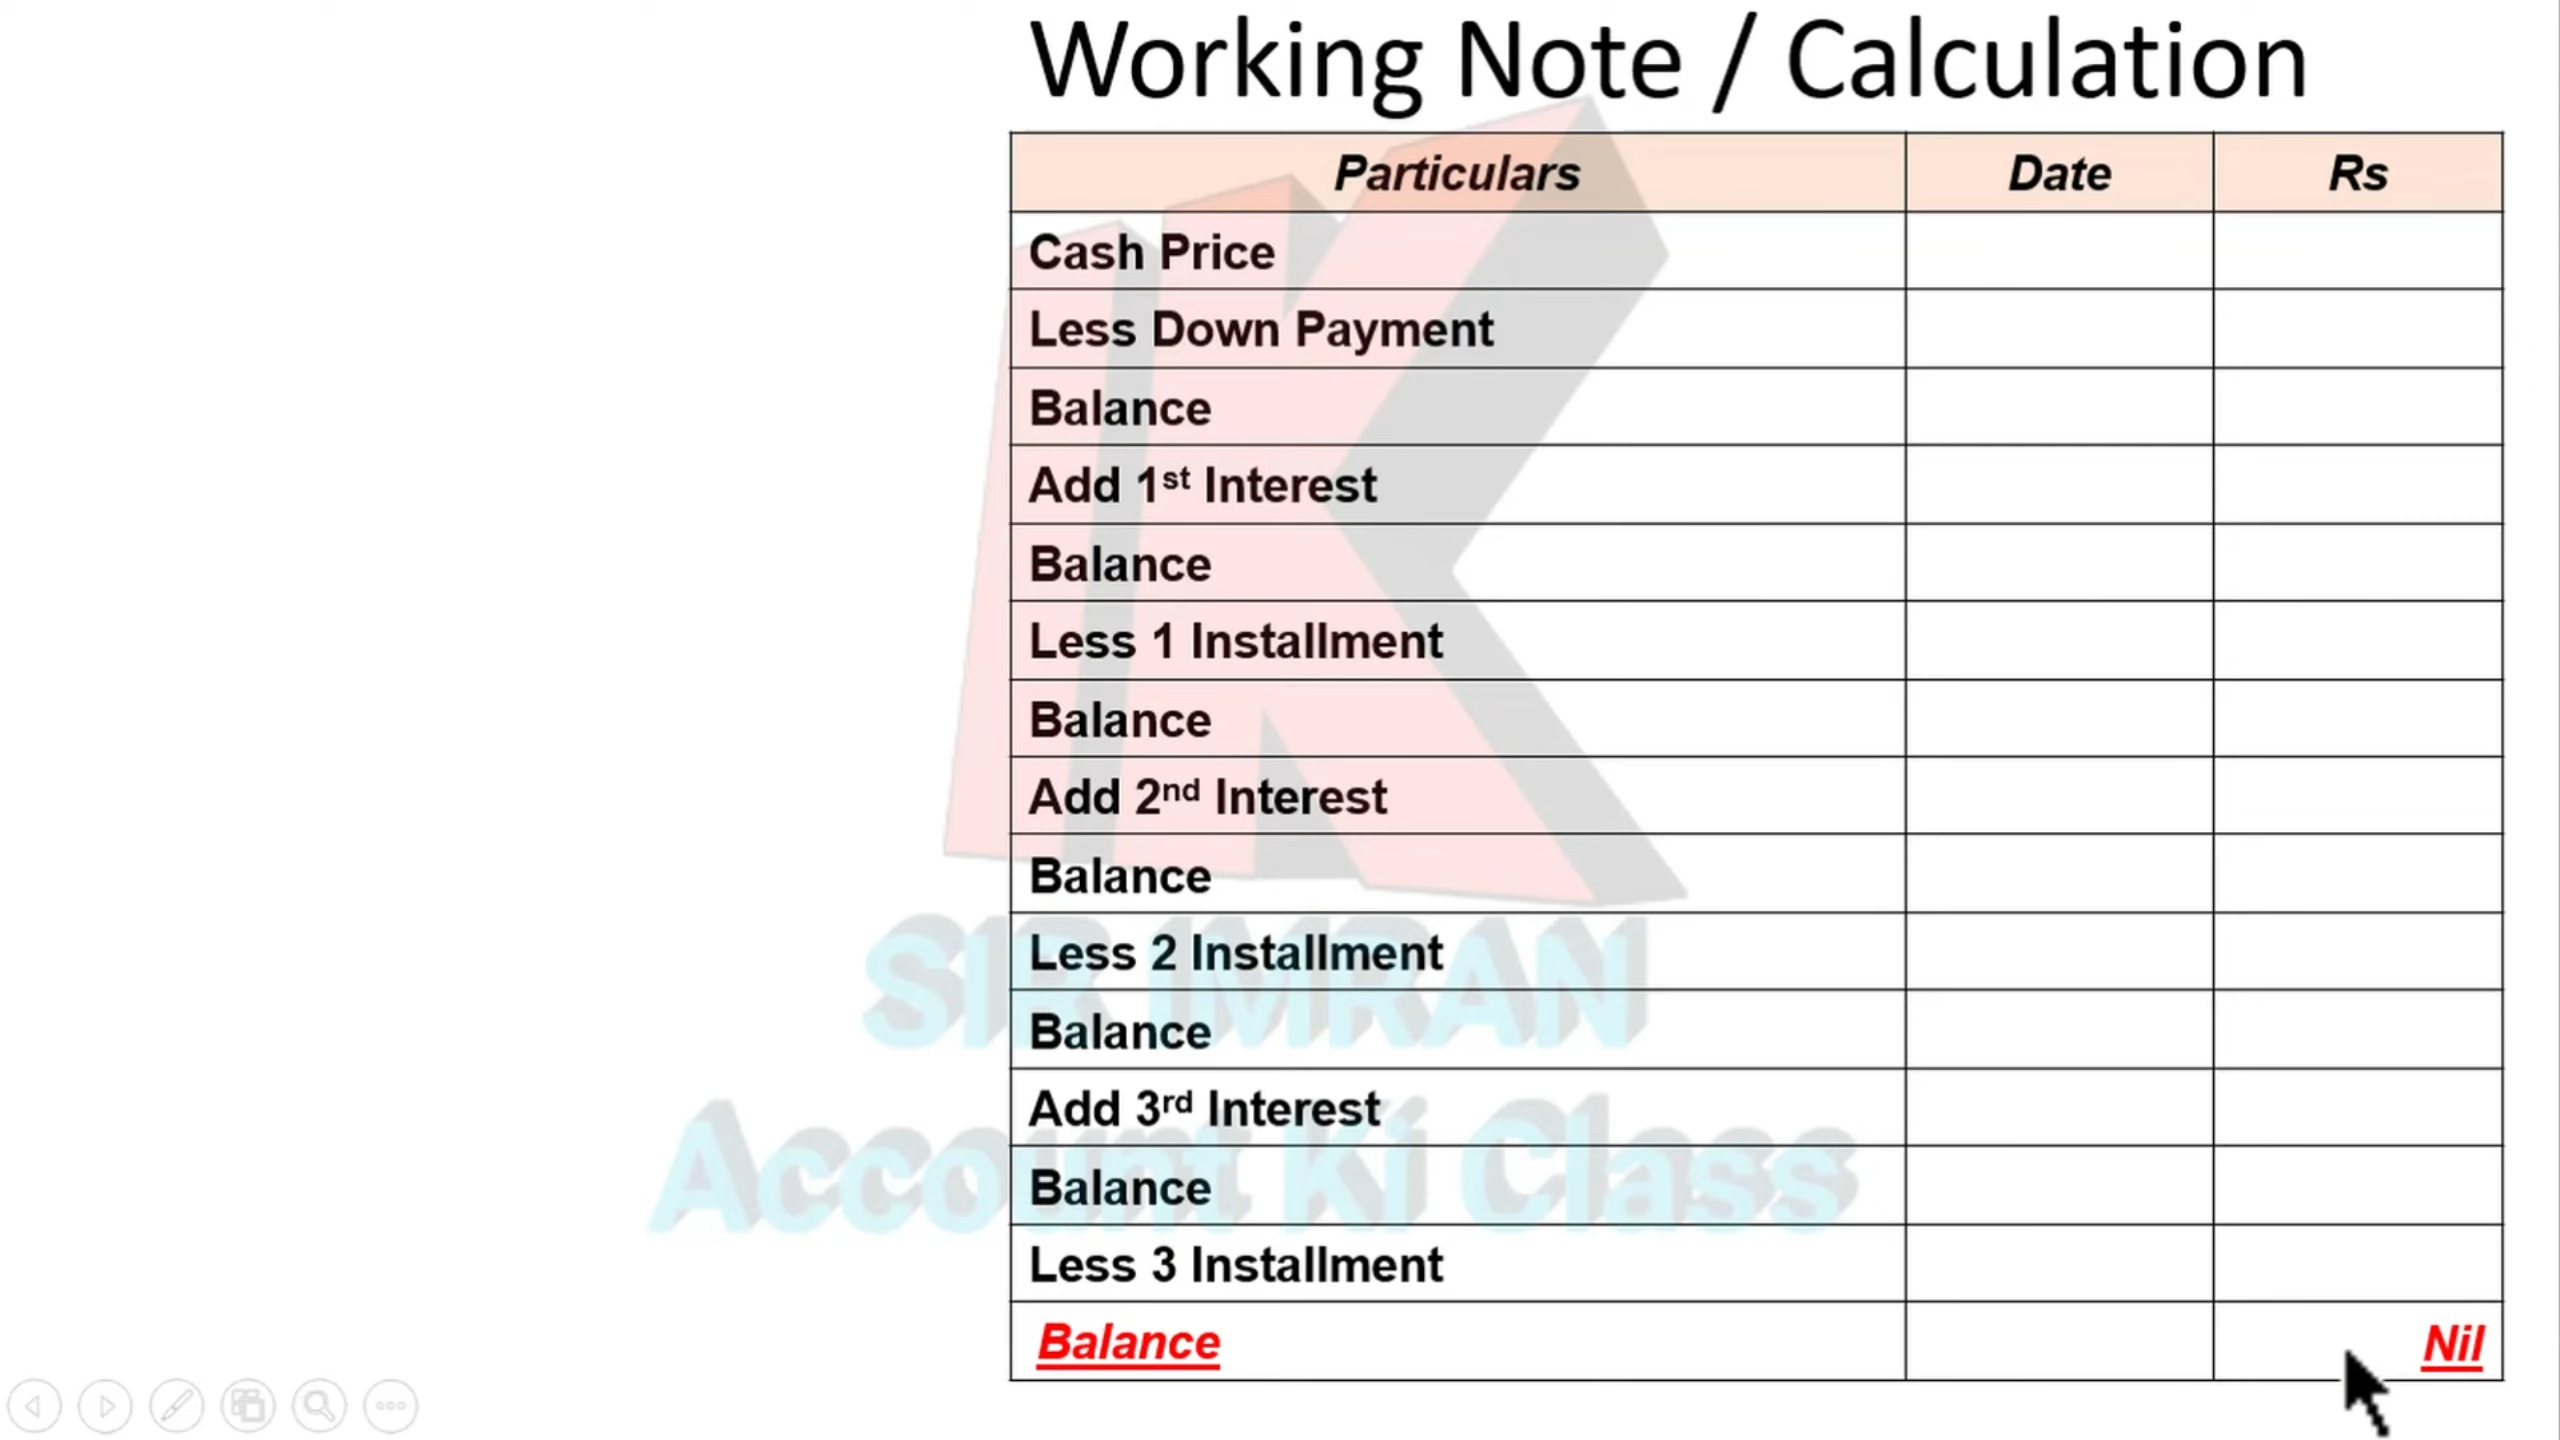 Working Note / Calculation
Particulars Date Rs
Cash Price
Less Down Payment
Balance
Add 1st Interest
Balance
Less 1 Installment
Balance
Add 2nd Interest
Balance
Less 2 Installment
Balance
Add 3rd Interest
Balance
Less 3 Installment
Balance Nil
SIR IMRAN
Account Ki Class